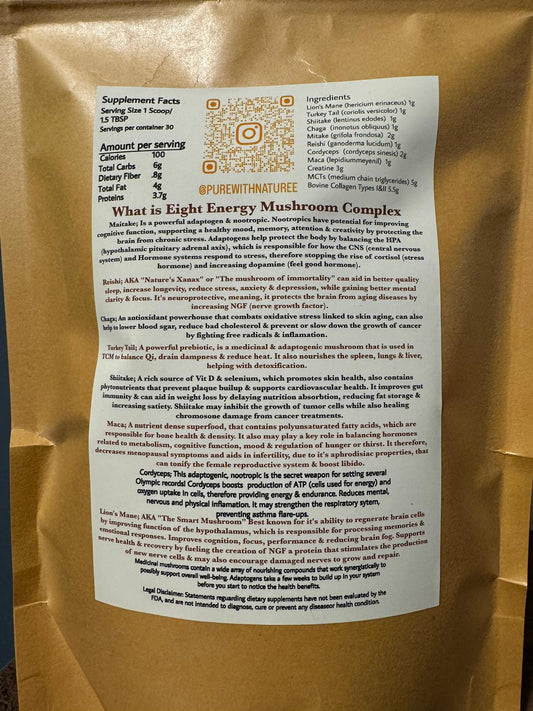 Supplement Facts
Serving Size 1 Scoop/
1.5 TBSP
Servings per container 30
Amount per serving
Calories 100
Total Carbs 6g
Dietary Fiber .8g
Total Fat 4g
Proteins 3.7g
@PUREWITHNATUREE
Ingredients
Lion's Mane (hericium erinaceus) 1g
Turkey Tail (coriolis versicolor) 1g
Shiitake (lentinus edodes) 1g
Chaga (inonotus obliquus) 1g
Mitake (grifola frondosa) 2g
Reishi (ganoderma lucidum) 1g
Cordyceps (cordyceps sinesis) 2g
Maca (lepidiummeyenil) 1g
Creatine 3g
MCTs (medium chain triglycerides) 5g
Bovine Collagen Types I&II 5.5g
What is Eight Energy Mushroom Complex
Maitake; Is a powerful adaptogen & nootropic. Nootropics have potential for improving
cognitive function, supporting a healthy mood, memory, attention & creativity by protecting the
brain from chronic stress. Adaptogens help protect the body by balancing the HPA
(hypothalamic pituitary adrenal axis), which is responsible for how the CNS (central nervous
system) and Hormone systems respond to stress, therefore stopping the rise of cortisol (stress
hormone) and increasing dopamine (feel good hormone).
Reishi; AKA "Nature's Xanax" or "The mushroom of immortality" can aid in better quality
sleep, increase longevity, reduce stress, anxiety & depression, while gaining better mental
clarity & focus. It's neuroprotective, meaning, it protects the brain from aging diseases by
increasing NGF (nerve growth factor).
Chaga; An antioxidant powerhouse that combats oxidative stress linked to skin aging, can also
help to lower blood sgar, reduce bad cholesterol & prevent or slow down the growth of cancer
by fighting free radicals & inflamation.
Turkey Tail; A powerful prebiotic, is a medicinal & adaptogenic mushroom that is used in
TCM to balance Qi, drain dampness & reduce heat. It also nourishes the spleen, lungs & liver,
helping with detoxification.
Shiitake; A rich source of Vit D & selenium, which promotes skin health, also contains
phytonutrients that prevent plaque builup & supports cardiovascular health. It improves gut
immunity & can aid in weight loss by delaying nutrition absorbtion, reducing fat storage &
increasing satiety. Shiitake may inhibit the growth of tumor cells while also healing
chromosone damage from cancer treatments.
Maca; A nutrient dense superfood, that contains polyunsaturated fatty acids, which are
responsible for bone health & density. It also may play a key role in balancing hormones
related to metabolism, cognitive function, mood & regulation of hunger or thirst. It therefore,
decreases menopausal symptoms and aids in infertility, due to it's aphrodisiac properties, that
can tonify the female reproductive system & boost libido.
Cordyceps; This adaptogenic, nootropic is the secret weapon for setting several
Olympic records! Cordyceps boosts production of ATP (cells used for energy) and
oxygen uptake in cells, therefore providing energy & endurance. Reduces mental,
nervous and physical inflamation. It may strengthen the respiratory sytem,
preventing asthma flare-ups.
Lion's Mane; AKA "The Smart Mushroom" Best known for it's ability to regnerate brain cells
by improving function of the hypothalamus, which is responsible for processing memories &
emotional responses. Improves cognition, focus, performance & reducing brain fog. Supports
nerve health & recovery by fueling the creation of NGF a protein that stimulates the production
of new nerve cells & may also encourage damaged nerves to grow and repair.
Medicinal mushrooms contain a wide array of nourishing compounds that work synergistically to
possibly support overall well-being. Adaptogens take a few weeks to build up in your system
before you start to notice the health benefits.
Legal Disclaimer: Statements reguarding dietary supplements have not been evaluated by the
FDA, and are not intended to diagnose, cure or prevent any diseaseor health condition.